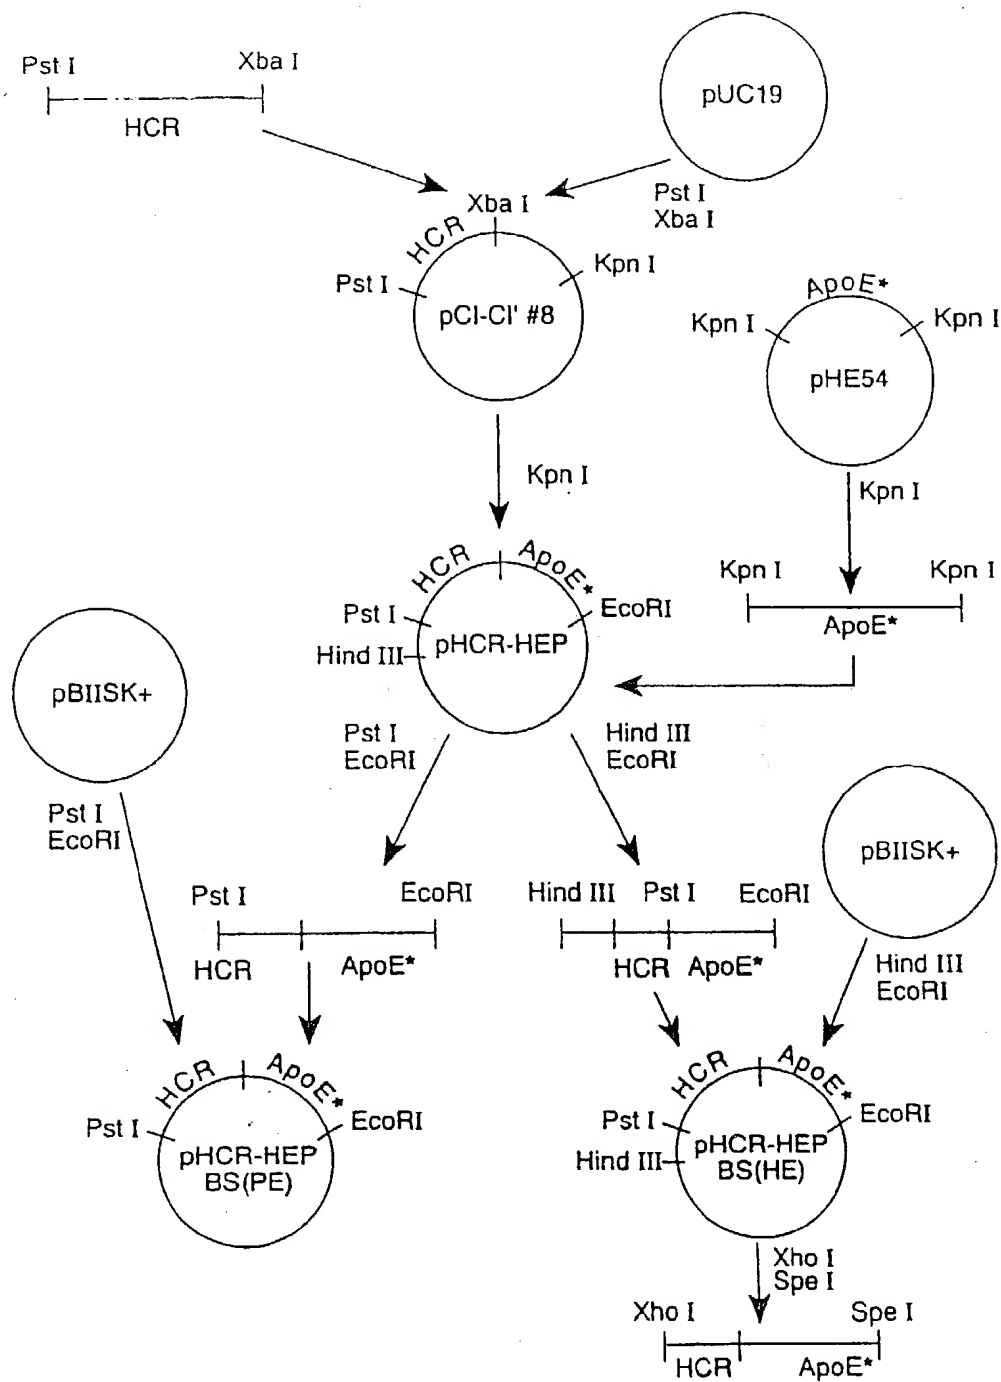 Pst I
Xba I
HCR
pUC19
Pst I
Xba I
Xba I
HCR
Pst I
Kpn I
pCI-CI' #8
ApoE*
Kpn I
Kpn I
pHE54
Kpn I
Kpn I
HCR
ApoE*
Pst I
EcoRI
Hind III
pHCR-HEP
Kpn I
Kpn I
ApoE*
pBIISK+
Pst I
EcoRI
Hind III
EcoRI
Pst I
EcoRI
pBIISK+
Pst I
EcoRI
HCR
ApoE*
Hind III
Pst I
EcoRI
HCR
ApoE*
Hind III
EcoRI
HCR
ApoE*
Pst I
EcoRI
pHCR-HEP
BS(PE)
HCR
ApoE*
Pst I
EcoRI
Hind III
pHCR-HEP
BS(HE)
Xho I
Spe I
Xho I
Spe I
HCR
ApoE*